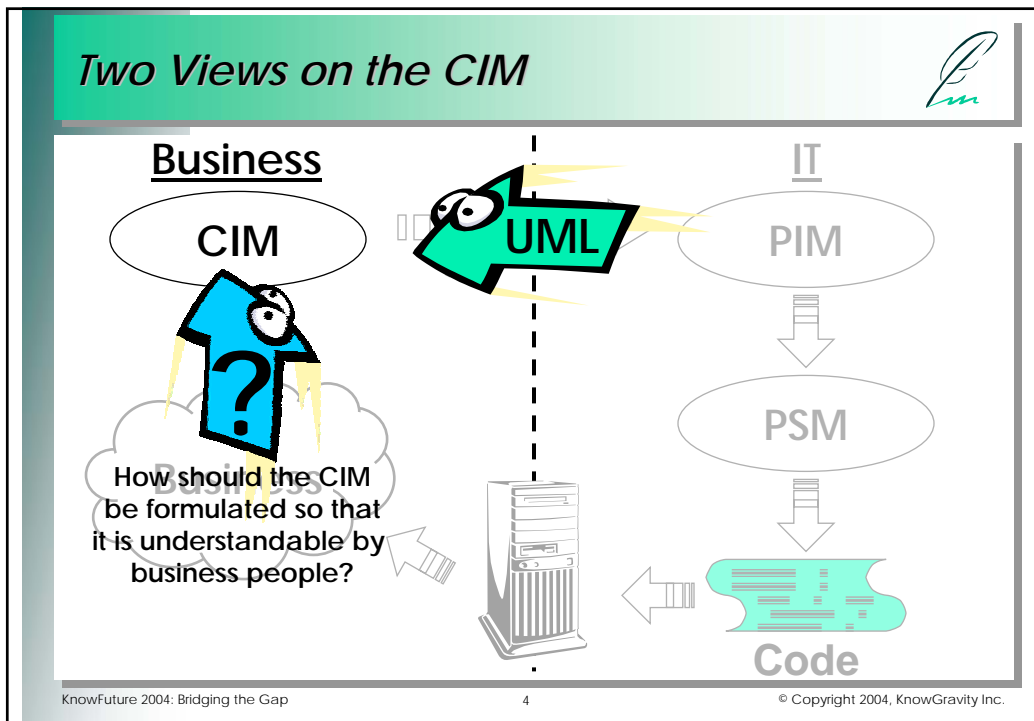 Two Views on the CIM
Business
IT
CIM
UML
PIM
?
PSM
Business
How should the CIM
be formulated so that
it is understandable by
business people?
Code
KnowFuture 2004: Bridging the Gap
4
© Copyright 2004, KnowGravity Inc.